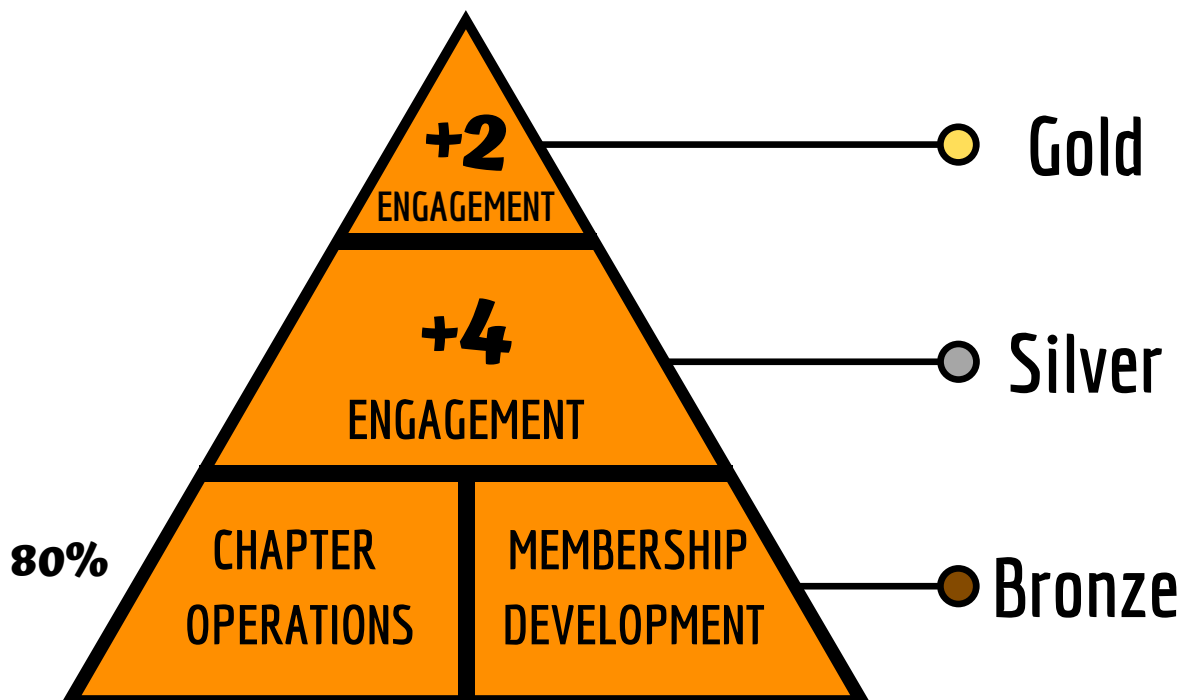 +2
ENGAGEMENT
Gold
+4
ENGAGEMENT
Silver
80%
CHAPTER
OPERATIONS
MEMBERSHIP
DEVELOPMENT
Bronze